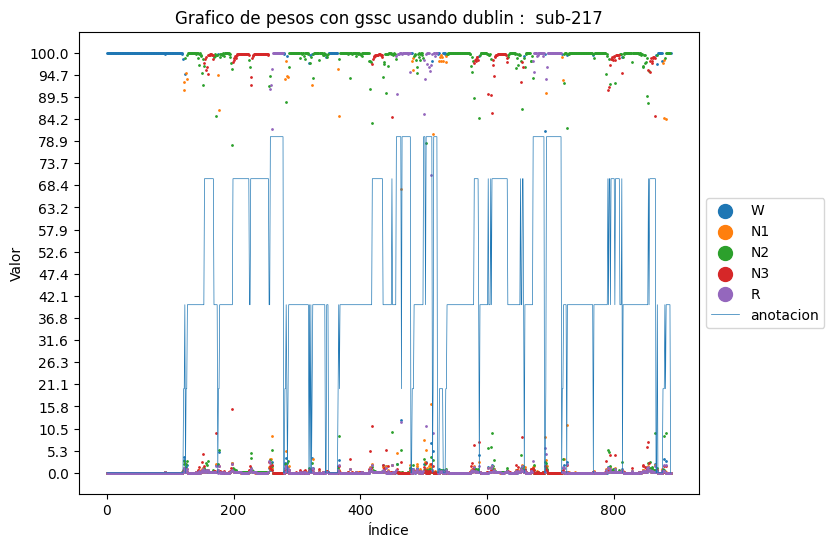 Grafico de pesos con gssc usando dublin :  sub-217
Valor
100.0
94.7
89.5
84.2
78.9
73.7
68.4
63.2
57.9
52.6
47.4
42.1
36.8
31.6
26.3
21.1
15.8
10.5
5.3
0.0
0
200
400
600
800
Índice
W
N1
N2
N3
R
anotacion